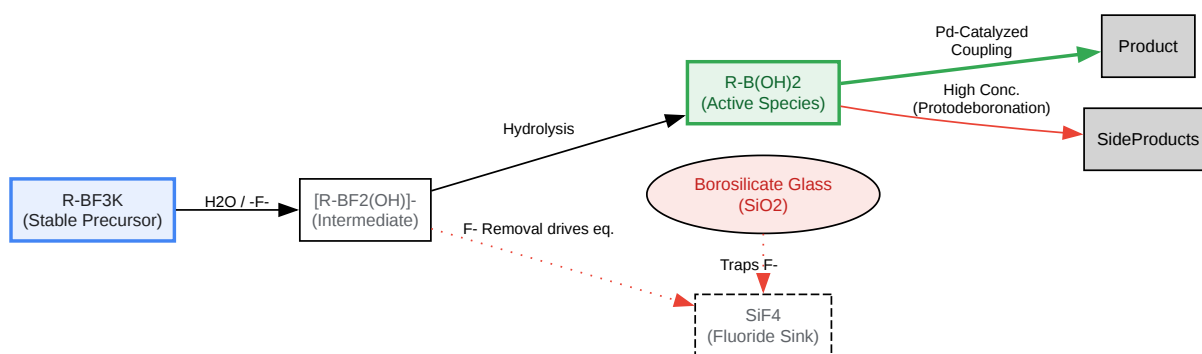 Pd-Catalyzed
Coupling
Product
R-B(OH)2
(Active Species)
High Conc.
(Protodeboronation)
SideProducts
Hydrolysis
Borosilicate Glass
(SiO2)
R-BF3K
(Stable Precursor)
H2O / -F-
[R-BF2(OH)]-
(Intermediate)
F- Removal drives eq.
Traps F-
SiF4
(Fluoride Sink)